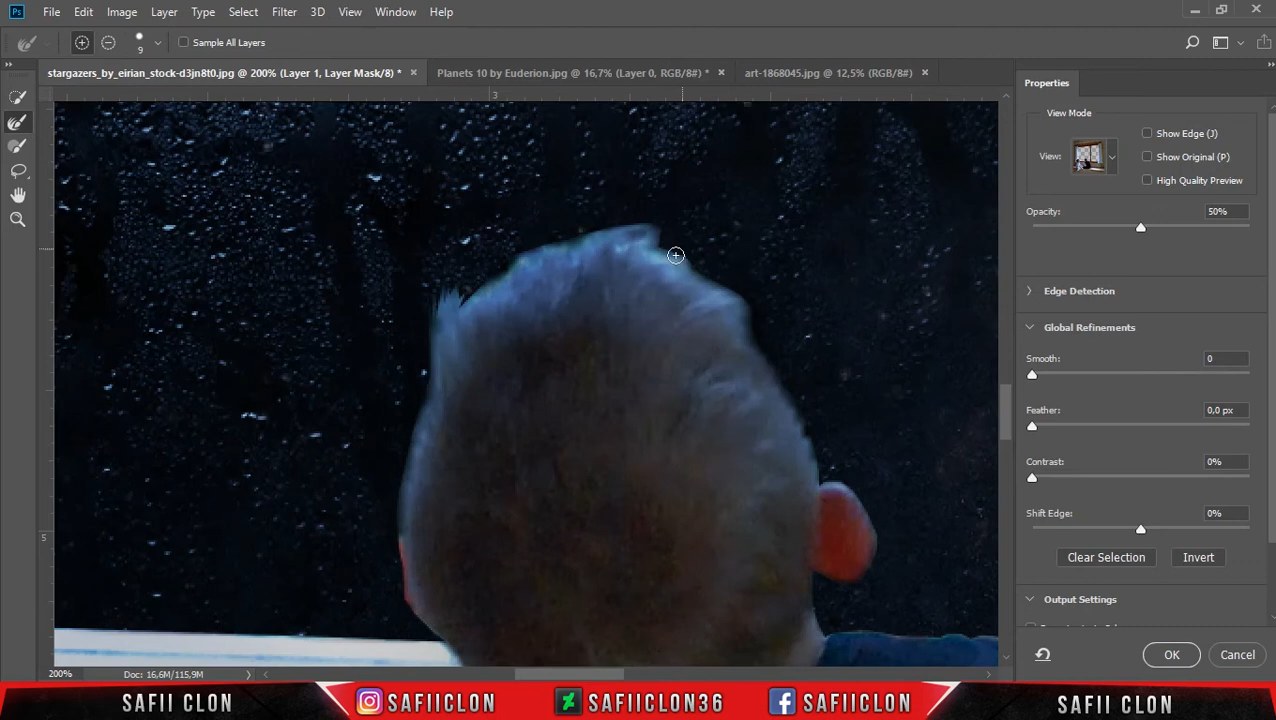 Ps File Edit Image Layer Type Select Filter 3D View Window Help
9 Sample All Layers
stargazers_by_eirian_stock-d3jn8t0.jpg @ 200% (Layer 1, Layer Mask/8) * Planets 10 by Euderion.jpg @ 16,7% (Layer 0, RGB/8#) * art-1868045.jpg @ 12,5% (RGB/8#)
3
5
Properties
View Mode
View:
Show Edge (J)
Show Original (P)
High Quality Preview
Opacity: 50%
Edge Detection
Global Refinements
Smooth: 0
Feather: 0,0 px
Contrast: 0%
Shift Edge: 0%
Clear Selection Invert
Output Settings
OK Cancel
200% Doc: 16,6M/115,9M
SAFII CLON SAFIICLON SAFIICLON36 SAFIICLON SAFII CLON